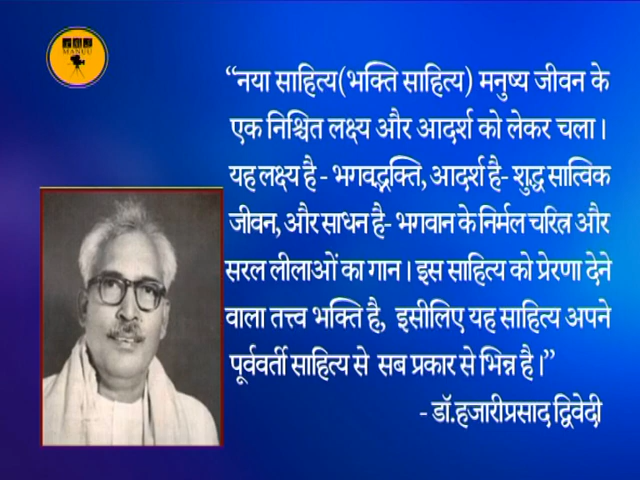 MANUU
“नया साहित्य(भक्ति साहित्य) मनुष्य जीवन के
एक निश्चित लक्ष्य और आदर्श को लेकर चला।
यह लक्ष्य है - भगवद्भक्ति, आदर्श है- शुद्ध सात्विक
जीवन, और साधन है- भगवान के निर्मल चरित्र और
सरल लीलाओं का गान। इस साहित्य को प्रेरणा देने
वाला तत्त्व भक्ति है, इसीलिए यह साहित्य अपने
पूर्ववर्ती साहित्य से सब प्रकार से भिन्न है।”
- डॉ.हजारीप्रसाद द्विवेदी